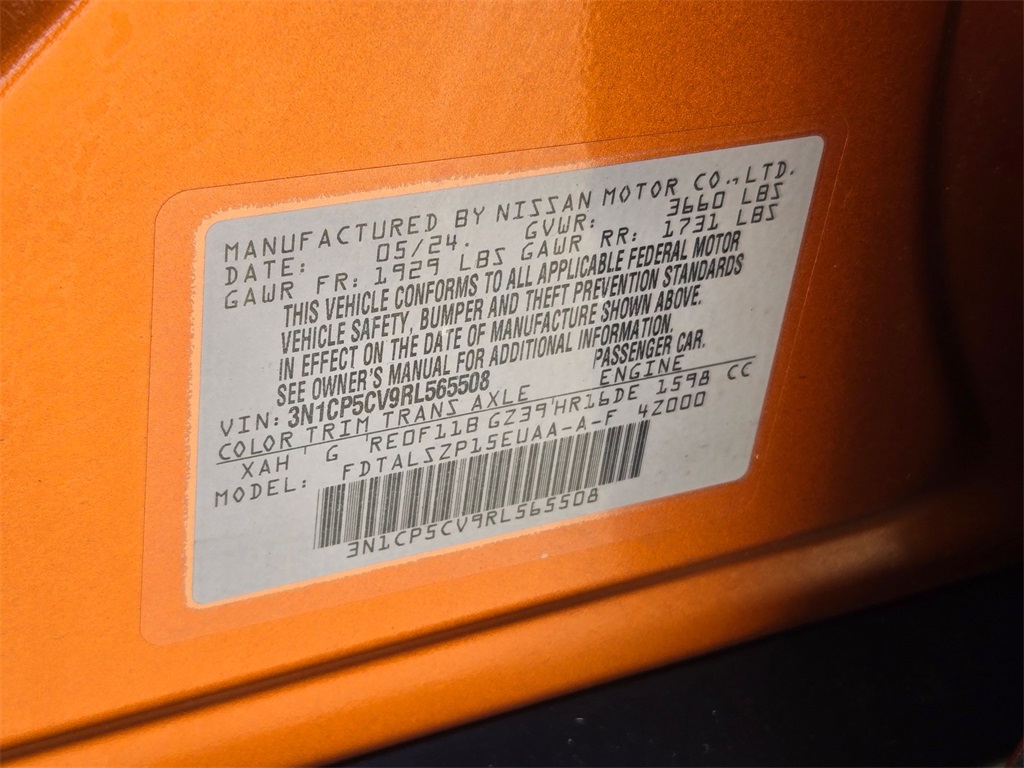 MANUFACTURED BY NISSAN MOTOR CO.,LTD.
DATE: 05/24. GVWR: 3660 LBS
GAWR FR: 1929 LBS GAWR RR: 1731 LBS
THIS VEHICLE CONFORMS TO ALL APPLICABLE FEDERAL MOTOR
VEHICLE SAFETY, BUMPER AND THEFT PREVENTION STANDARDS
IN EFFECT ON THE DATE OF MANUFACTURE SHOWN ABOVE.
SEE OWNER'S MANUAL FOR ADDITIONAL INFORMATION.
VIN: 3N1CP5CV9RL565508 PASSENGER CAR.
COLOR TRIM TRANS AXLE ENGINE
XAH ' G 'RE0F11B GZ39'HR16DE 1598 CC
MODEL: FDTALSZP15EUAA-A-F 4Z000
3N1CP5CV9RL565508